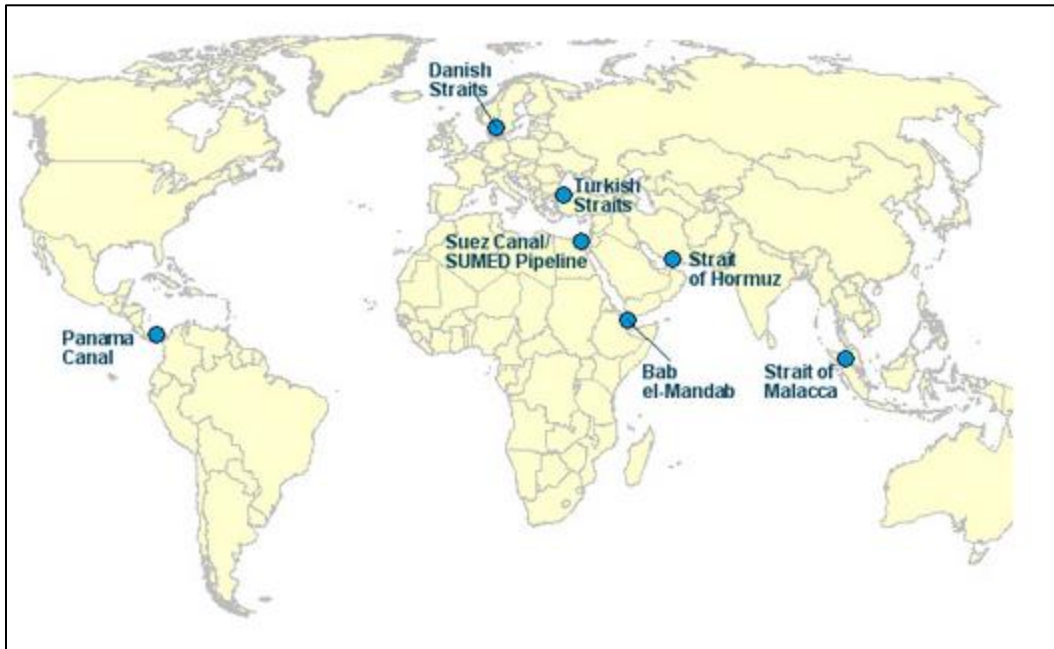 Danish
Straits
Turkish
Straits
Suez Canal/
SUMED Pipeline
Strait
of Hormuz
Panama
Canal
Bab
el-Mandab
Strait of
Malacca